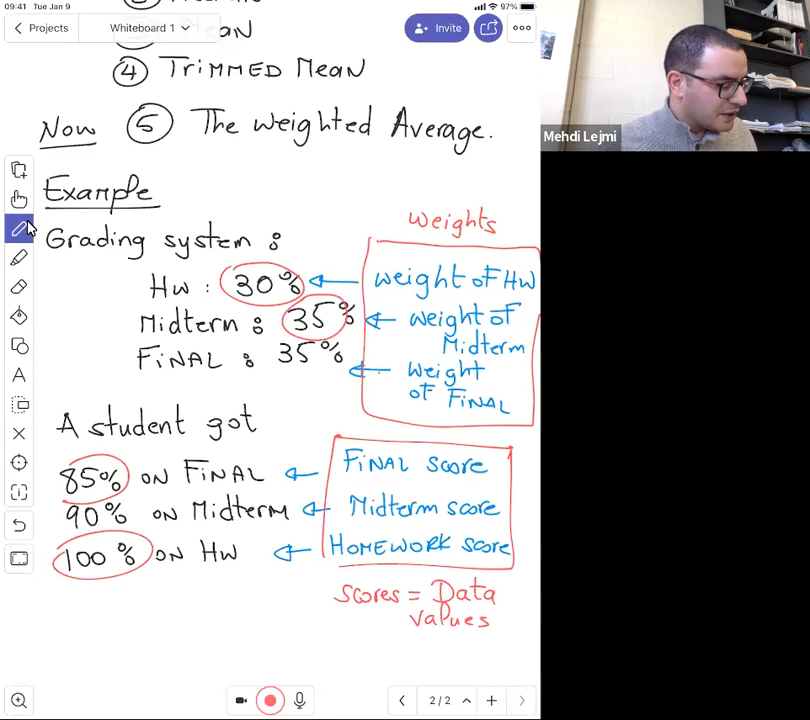 09:41 Tue Jan 9
97%
Projects
Whiteboard 1
Invite
④ TRIMMED MEAN
Now ⑤ The weighted Average.
Example
Grading system :
weights
HW : 30% weight of HW
Midterm : 35% weight of Midterm
FINAL : 35% weight of FINAL
A student got
85% ON FINAL FINAL score
90% ON Midterm Midterm score
100% ON HW HOMEWORK score
scores = Data
values
Mehdi Lejmi
2/2